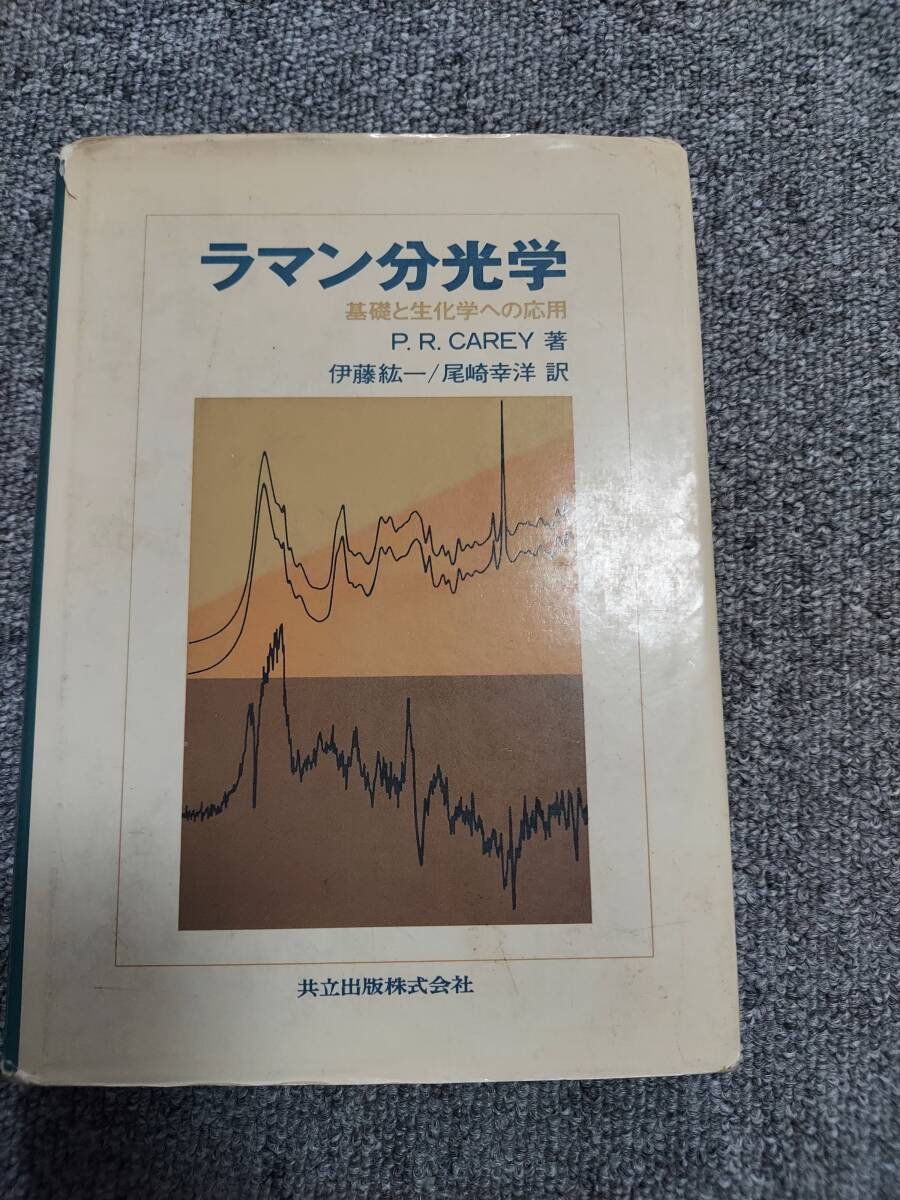 ラマン分光学
基礎と生化学への応用
P. R. CAREY 著
伊藤紘一/尾崎幸洋 訳
共立出版株式会社